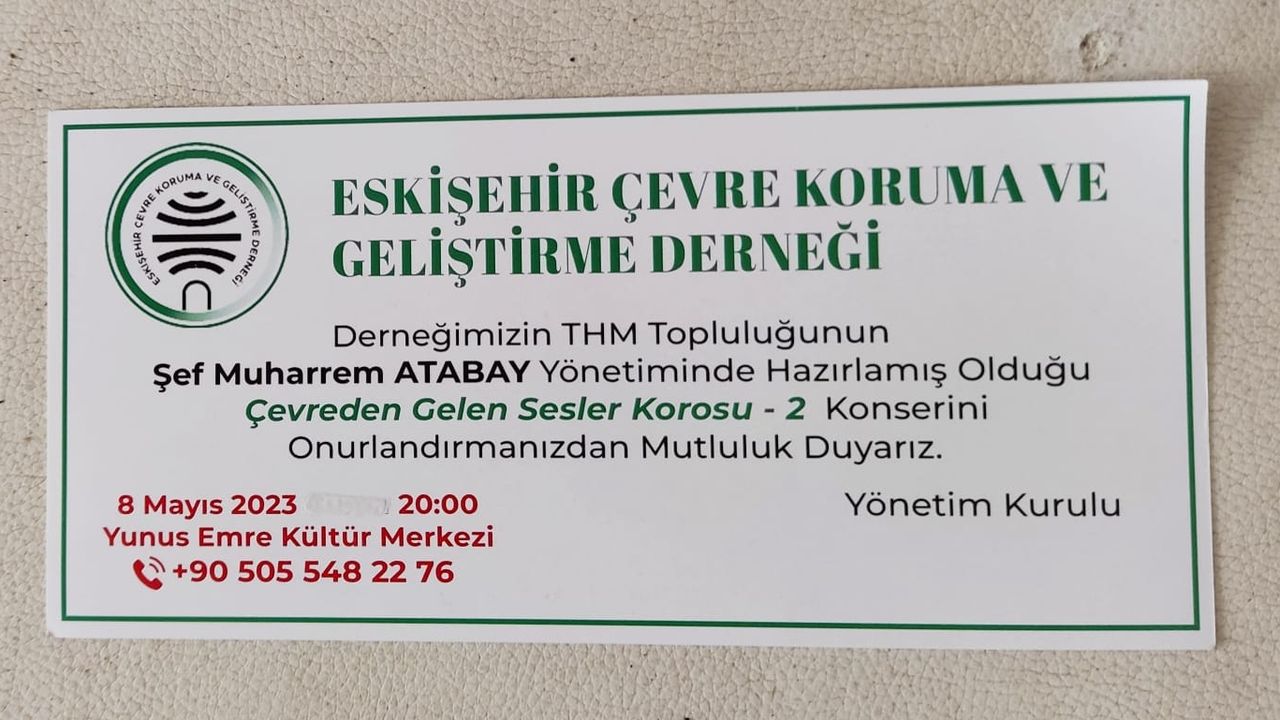 ESKİŞEHİR ÇEVRE KORUMA VE GELİŞTİRME DERNEĞİ
ESKİŞEHİR ÇEVRE KORUMA VE
GELİŞTİRME DERNEĞİ
Derneğimizin THM Topluluğunun
Şef Muharrem ATABAY Yönetiminde Hazırlamış Olduğu
Çevreden Gelen Sesler Korosu - 2 Konserini
Onurlandırmanızdan Mutluluk Duyarız.
8 Mayıs 2023 20:00
Yunus Emre Kültür Merkezi
+90 505 548 22 76
Yönetim Kurulu